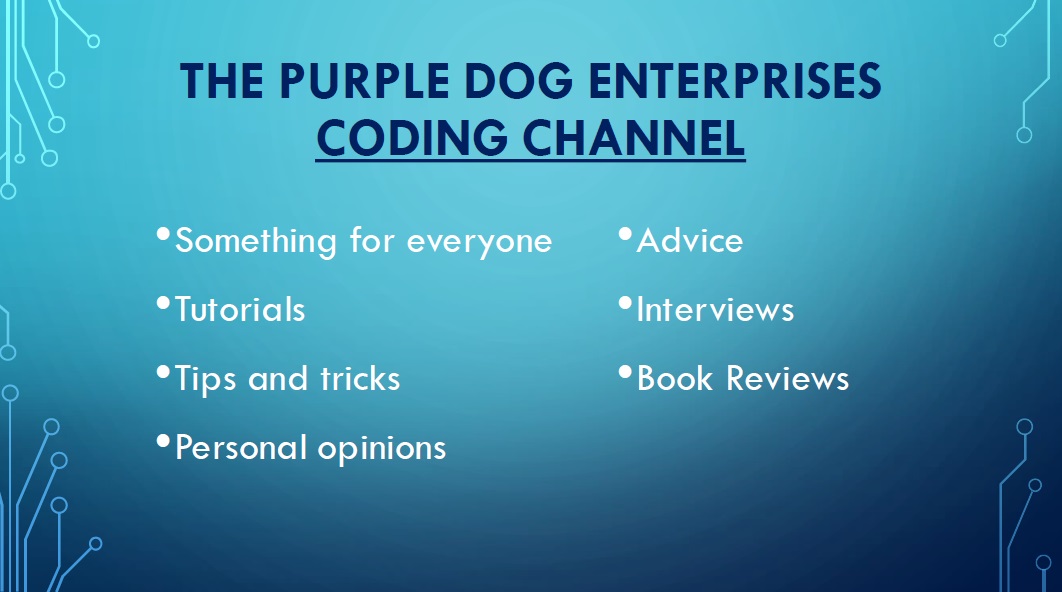 THE PURPLE DOG ENTERPRISES
CODING CHANNEL
•Something for everyone
•Tutorials
•Tips and tricks
•Personal opinions
•Advice
•Interviews
•Book Reviews